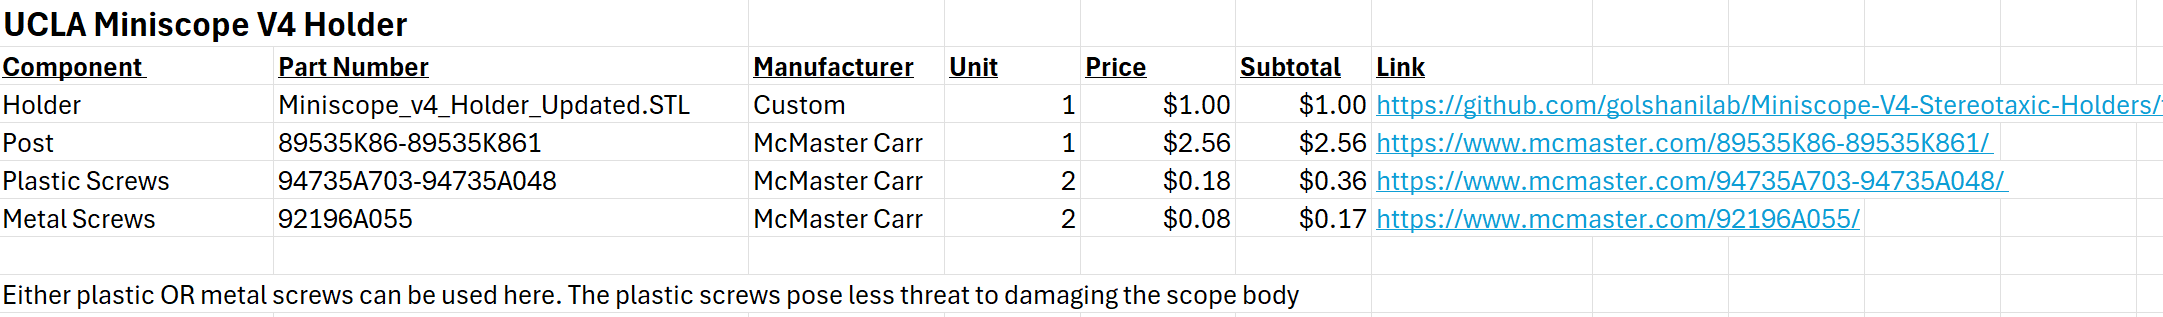 UCLA Miniscope V4 Holder
Component Part Number Manufacturer Unit Price Subtotal Link
Holder Miniscope_v4_Holder_Updated.STL Custom 1 $1.00 $1.00 https://github.com/golshanilab/Miniscope-V4-Stereotaxic-Holders/
Post 89535K86-89535K861 McMaster Carr 1 $2.56 $2.56 https://www.mcmaster.com/89535K86-89535K861/
Plastic Screws 94735A703-94735A048 McMaster Carr 2 $0.18 $0.36 https://www.mcmaster.com/94735A703-94735A048/
Metal Screws 92196A055 McMaster Carr 2 $0.08 $0.17 https://www.mcmaster.com/92196A055/
Either plastic OR metal screws can be used here. The plastic screws pose less threat to damaging the scope body